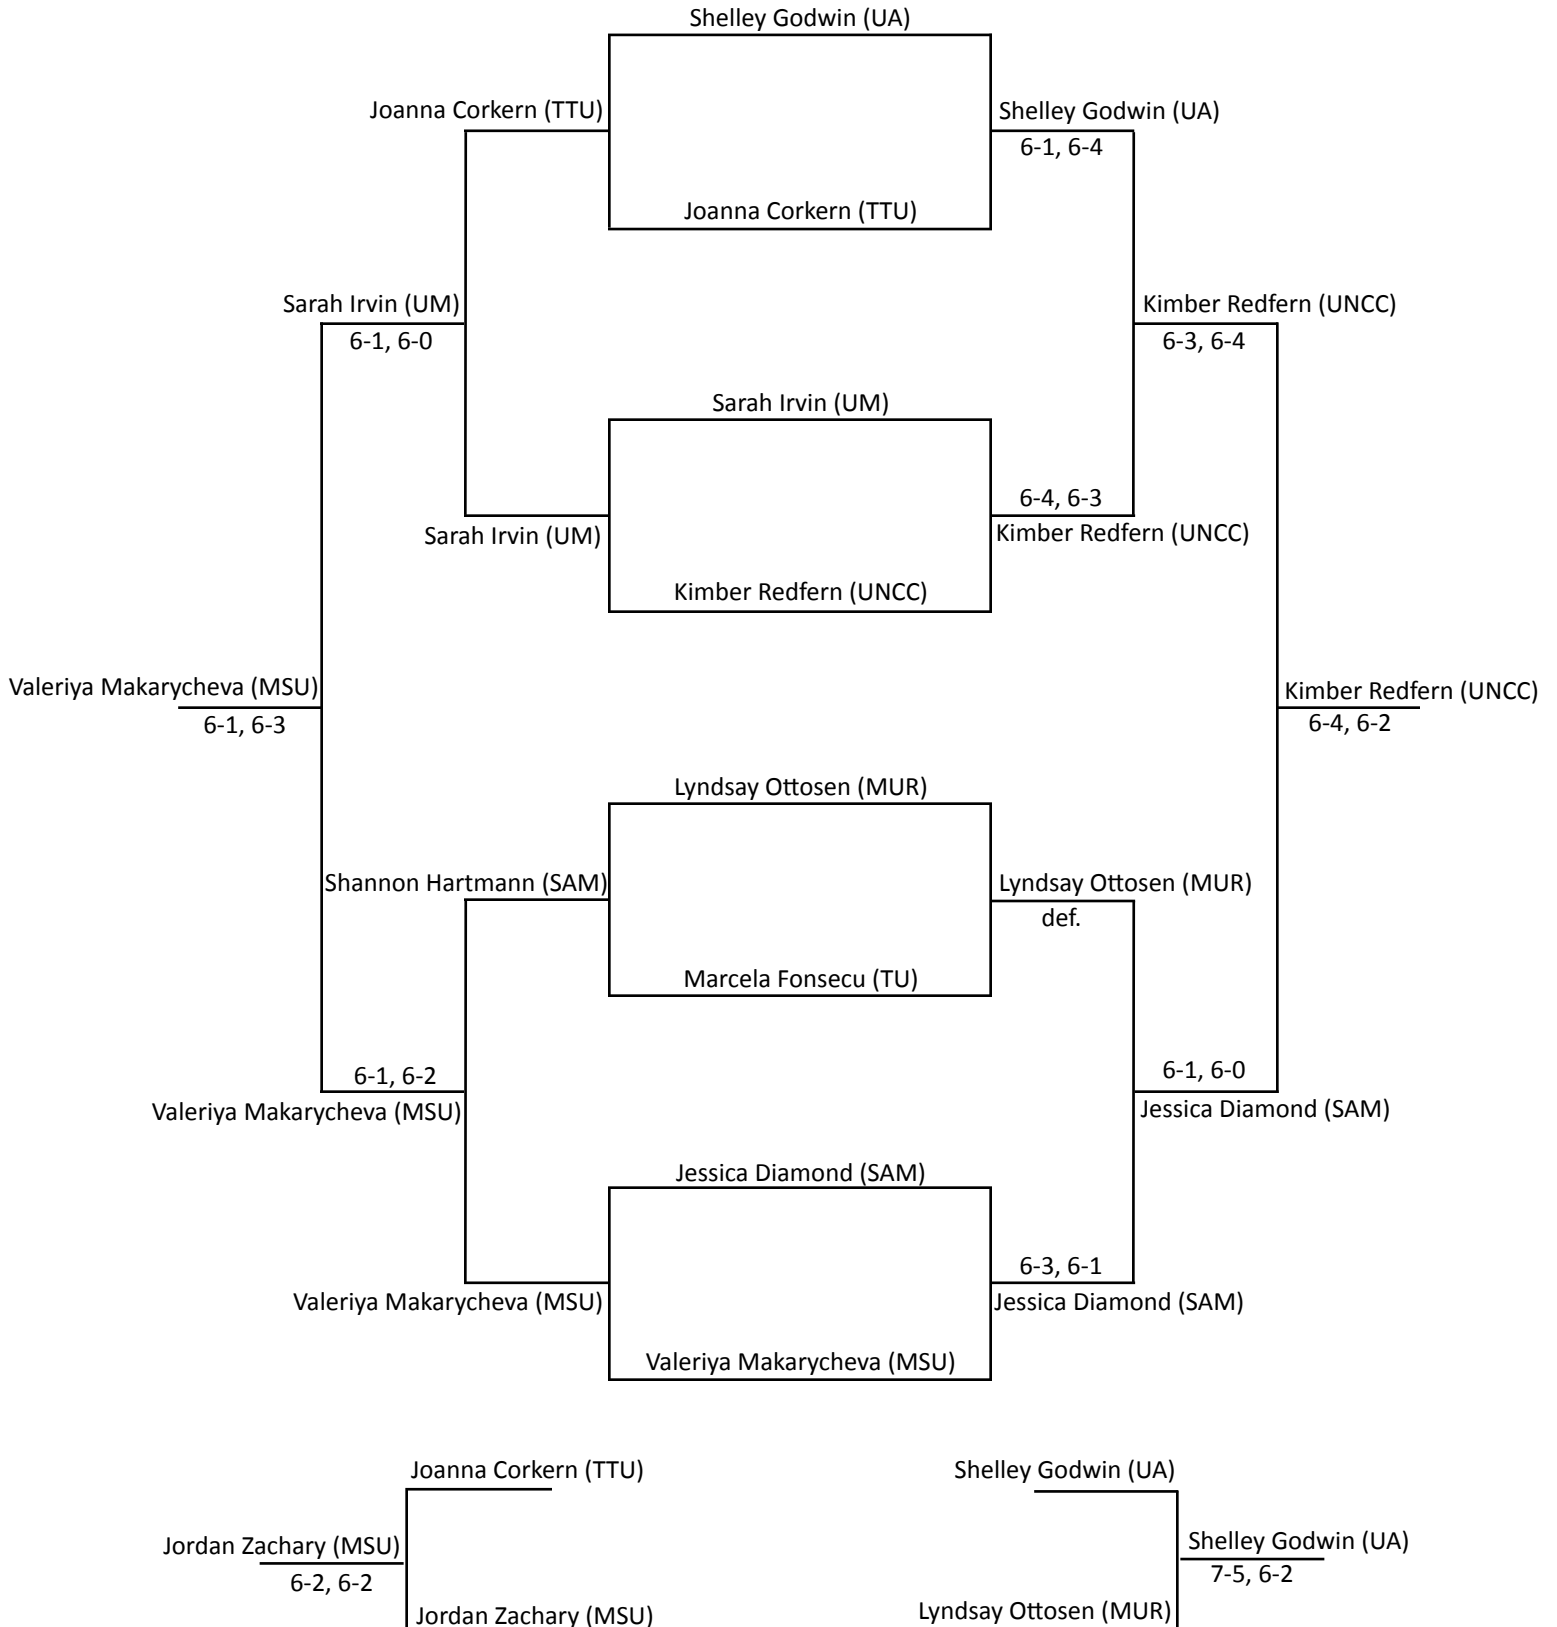 Shelley Godwin (UA)
Joanna Corkern (TTU)
Shelley Godwin (UA)
6-1, 6-4
Joanna Corkern (TTU)
Sarah Irvin (UM)
Kimber Redfern (UNCC)
6-1, 6-0
6-3, 6-4
Sarah Irvin (UM)
6-4, 6-3
Sarah Irvin (UM)
Kimber Redfern (UNCC)
Kimber Redfern (UNCC)
Valeriya Makarycheva (MSU)
Kimber Redfern (UNCC)
6-1, 6-3
6-4, 6-2
Lyndsay Ottosen (MUR)
Shannon Hartmann (SAM)
Lyndsay Ottosen (MUR)
def.
Marcela Fonsecu (TU)
6-1, 6-2
6-1, 6-0
Valeriya Makarycheva (MSU)
Jessica Diamond (SAM)
Jessica Diamond (SAM)
6-3, 6-1
Valeriya Makarycheva (MSU)
Jessica Diamond (SAM)
Valeriya Makarycheva (MSU)
Joanna Corkern (TTU)
Shelley Godwin (UA)
Jordan Zachary (MSU)
Shelley Godwin (UA)
6-2, 6-2
7-5, 6-2
Jordan Zachary (MSU)
Lyndsay Ottosen (MUR)